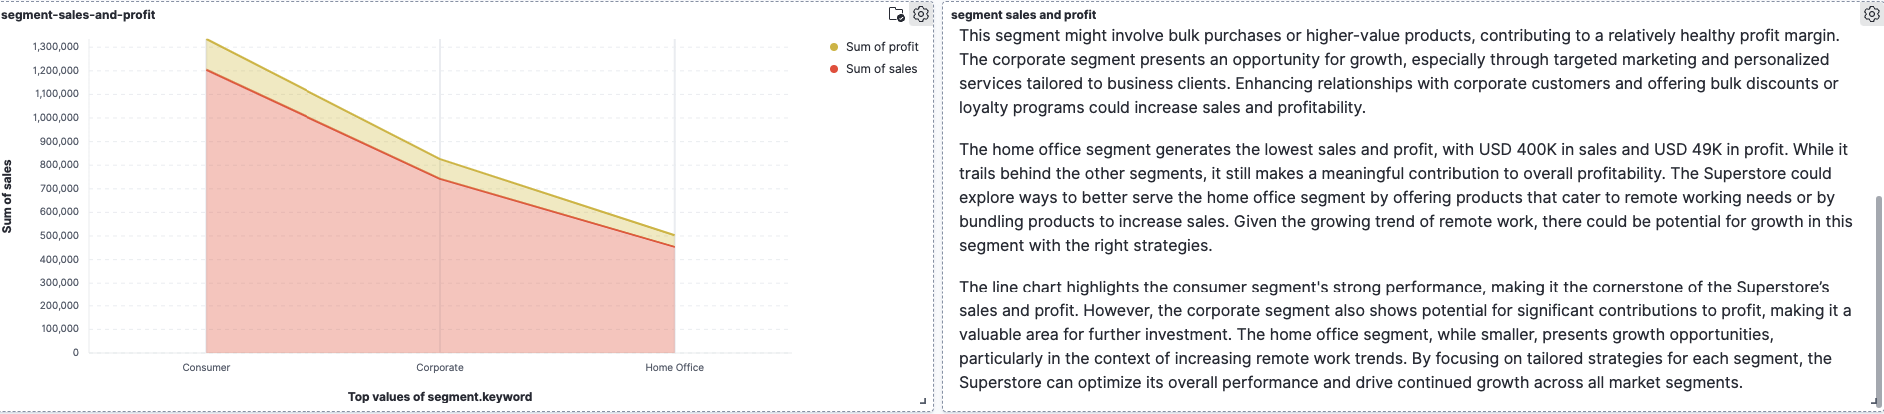 segment-sales-and-profit
1,300,000
1,200,000
1,100,000
1,000,000
900,000
800,000
700,000
600,000
500,000
400,000
300,000
200,000
100,000
0
Sum of sales
Consumer
Corporate
Home Office
Top values of segment.keyword
Sum of profit
Sum of sales
segment sales and profit
This segment might involve bulk purchases or higher-value products, contributing to a relatively healthy profit margin.
The corporate segment presents an opportunity for growth, especially through targeted marketing and personalized
services tailored to business clients. Enhancing relationships with corporate customers and offering bulk discounts or
loyalty programs could increase sales and profitability.
The home office segment generates the lowest sales and profit, with USD 400K in sales and USD 49K in profit. While it
trails behind the other segments, it still makes a meaningful contribution to overall profitability. The Superstore could
explore ways to better serve the home office segment by offering products that cater to remote working needs or by
bundling products to increase sales. Given the growing trend of remote work, there could be potential for growth in this
segment with the right strategies.
The line chart highlights the consumer segment's strong performance, making it the cornerstone of the Superstore’s
sales and profit. However, the corporate segment also shows potential for significant contributions to profit, making it a
valuable area for further investment. The home office segment, while smaller, presents growth opportunities,
particularly in the context of increasing remote work trends. By focusing on tailored strategies for each segment, the
Superstore can optimize its overall performance and drive continued growth across all market segments.